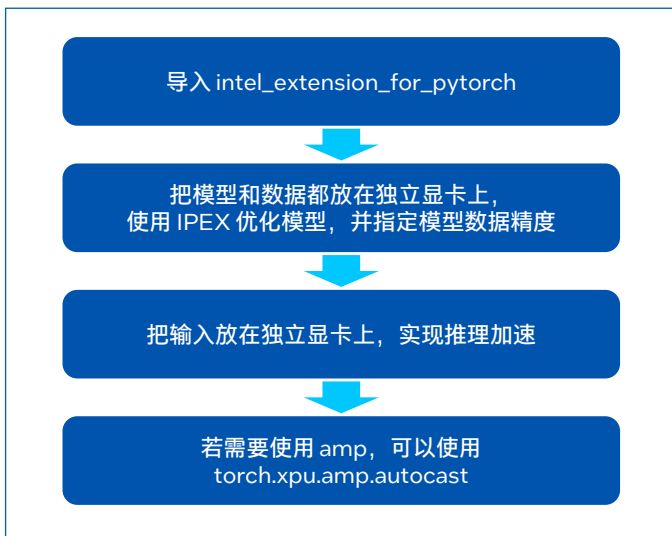 导入 intel_extension_for_pytorch
把模型和数据都放在独立显卡上，
使用 IPEX 优化模型，并指定模型数据精度
把输入放在独立显卡上，实现推理加速
若需要使用 amp，可以使用
torch.xpu.amp.autocast